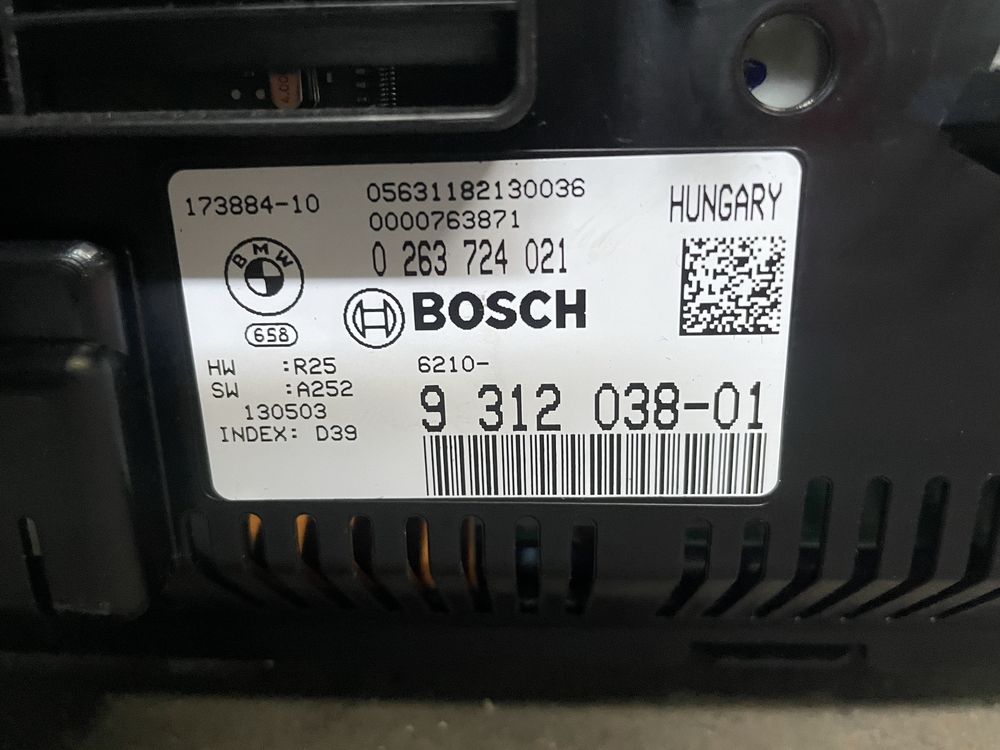 173884-10
05631182130036
0000763871
HUNGARY
0 263 724 021
BMW
BOSCH
658
HW :R25
SW :A252
130503
INDEX: D39
6210-
9 312 038-01